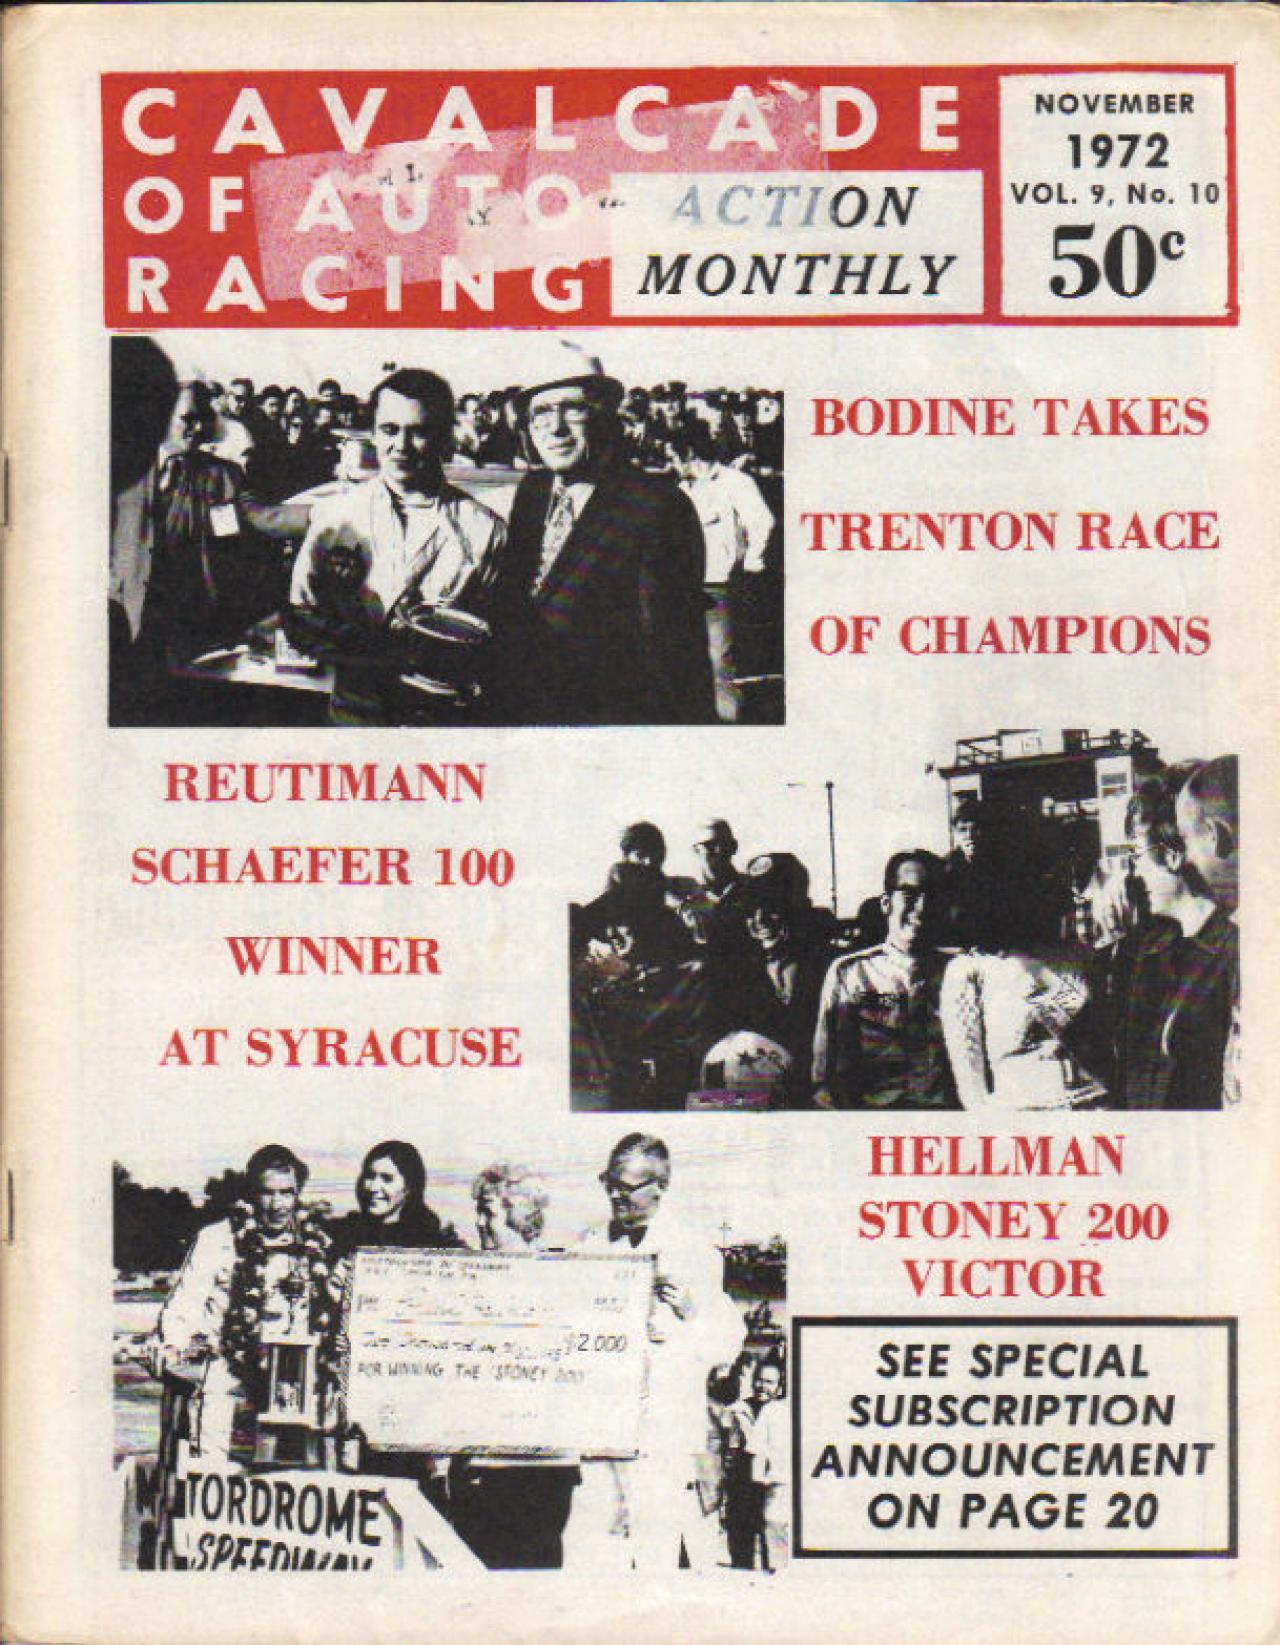 CAVALCADE
OF AUTO
RACING
ACTION
MONTHLY
NOVEMBER
1972
VOL. 9, No. 10
50c
BODINE TAKES
TRENTON RACE
OF CHAMPIONS
REUTIMANN
SCHAEFER 100
WINNER
AT SYRACUSE
HELLMAN
STONEY 200
VICTOR
$2.000
FOR WINNING THE "STONEY 200"
TORDROME
SPEEDWAY
SEE SPECIAL
SUBSCRIPTION
ANNOUNCEMENT
ON PAGE 20